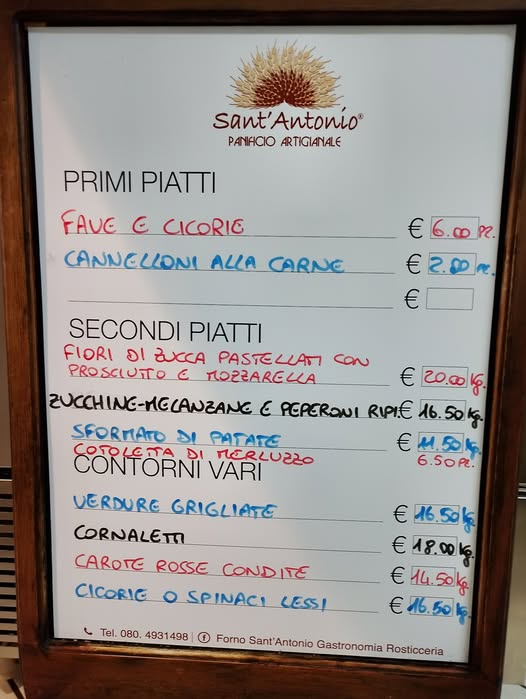 Sant'Antonio®
PANIFICIO ARTIGIANALE
PRIMI PIATTI
FAVE E CICORIE € 6.00 PZ.
CANNELLONI ALLA CARNE € 2.80 PZ.
€
SECONDI PIATTI
FIORI DI ZUCCA PASTELLATI CON
PROSCIUTTO E MOZZARELLA € 20.00 Kg.
ZUCCHINE-MELANZANE E PEPERONI RIPI. € 16.50 Kg.
SFORMATO DI PATATE € 11,50 Kg.
COTOLETTA DI MERLUZZO 6.50 PZ.
CONTORNI VARI
VERDURE GRIGLIATE € 16.50 Kg.
CORNALETTI € 18.00 Kg.
CAROTE ROSSE CONDITE € 14.50 Kg.
CICORIE O SPINACI LESSI € 16.50 Kg.
Tel. 080. 4931498 | Forno Sant'Antonio Gastronomia Rosticceria